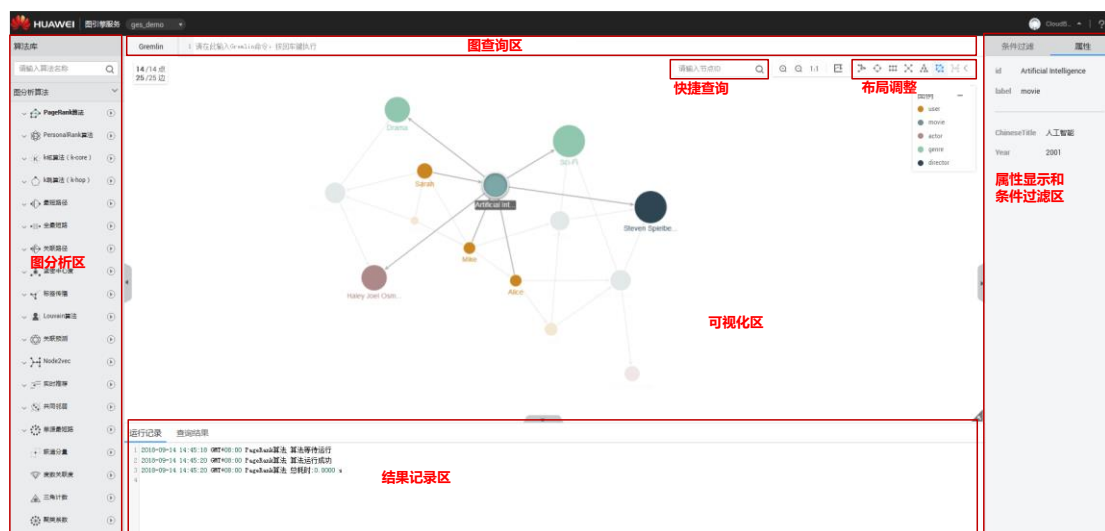 HUAWEI 图引擎服务 ges_demo
CloudB..
算法库
请输入算法名称
图分析算法
PageRank算法
PersonalRank算法
k核算法（k-core）
k跳算法（k-hop）
最短路径
全最短路
关联路径
图分析区
标签传播
Louvain算法
关联预测
Node2vec
实时推荐
共同邻居
单源最短路
联通分量
度数关联度
三角计数
聚类系数
Gremlin
1 请在此输入Gremlin命令，按回车键执行
图查询区
14/14 点
25/25 边
请输入节点ID
1:1
快捷查询
布局调整
user
movie
actor
genre
director
Drama
Sci-Fi
Sarah
Artificial Int...
Steven Spielbe...
Mike
Haley Joel Osm...
Alice
可视化区
运行记录 查询结果
1 2018-09-14 14:45:18 GMT+08:00 PageRank算法 算法等待运行
2 2018-09-14 14:45:20 GMT+08:00 PageRank算法 算法运行成功
3 2018-09-14 14:45:20 GMT+08:00 PageRank算法 总耗时:0.0000 s
4
结果记录区
条件过滤 属性
id Artificial Intelligence
label movie
ChineseTitle 人工智能
Year 2001
属性显示和
条件过滤区